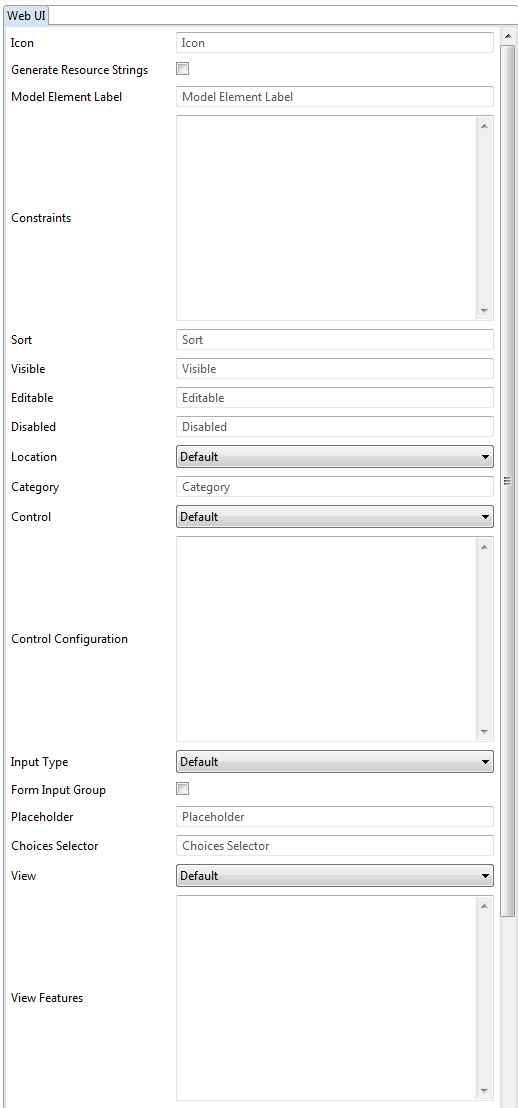 Web UI
Icon Icon
Generate Resource Strings
Model Element Label Model Element Label
Constraints
Sort Sort
Visible Visible
Editable Editable
Disabled Disabled
Location Default
Category Category
Control Default
Control Configuration
Input Type Default
Form Input Group
Placeholder Placeholder
Choices Selector Choices Selector
View Default
View Features